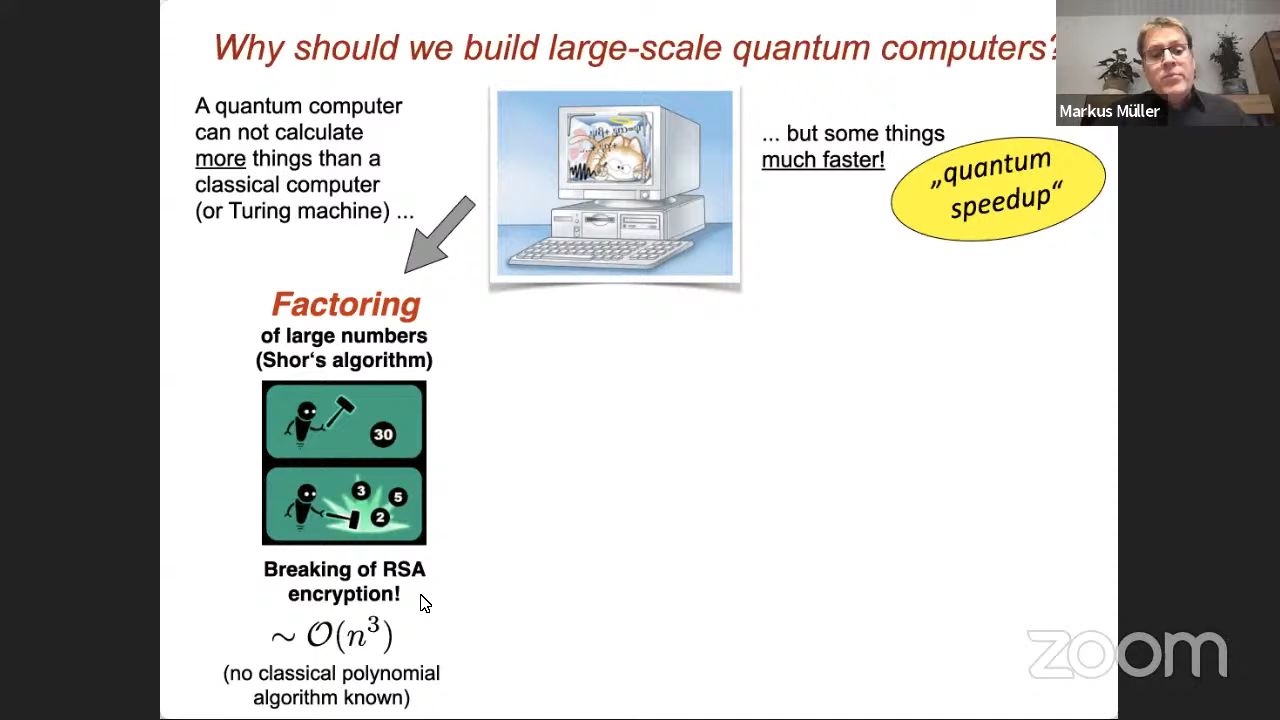 Why should we build large-scale quantum computers?
Markus Müller
A quantum computer
can not calculate
more things than a
classical computer
(or Turing machine) ...
... but some things
much faster!
„quantum
speedup“
Factoring
of large numbers
(Shor‘s algorithm)
30
3
5
2
Breaking of RSA
encryption!
∼ O(n³)
(no classical polynomial
algorithm known)
zoom